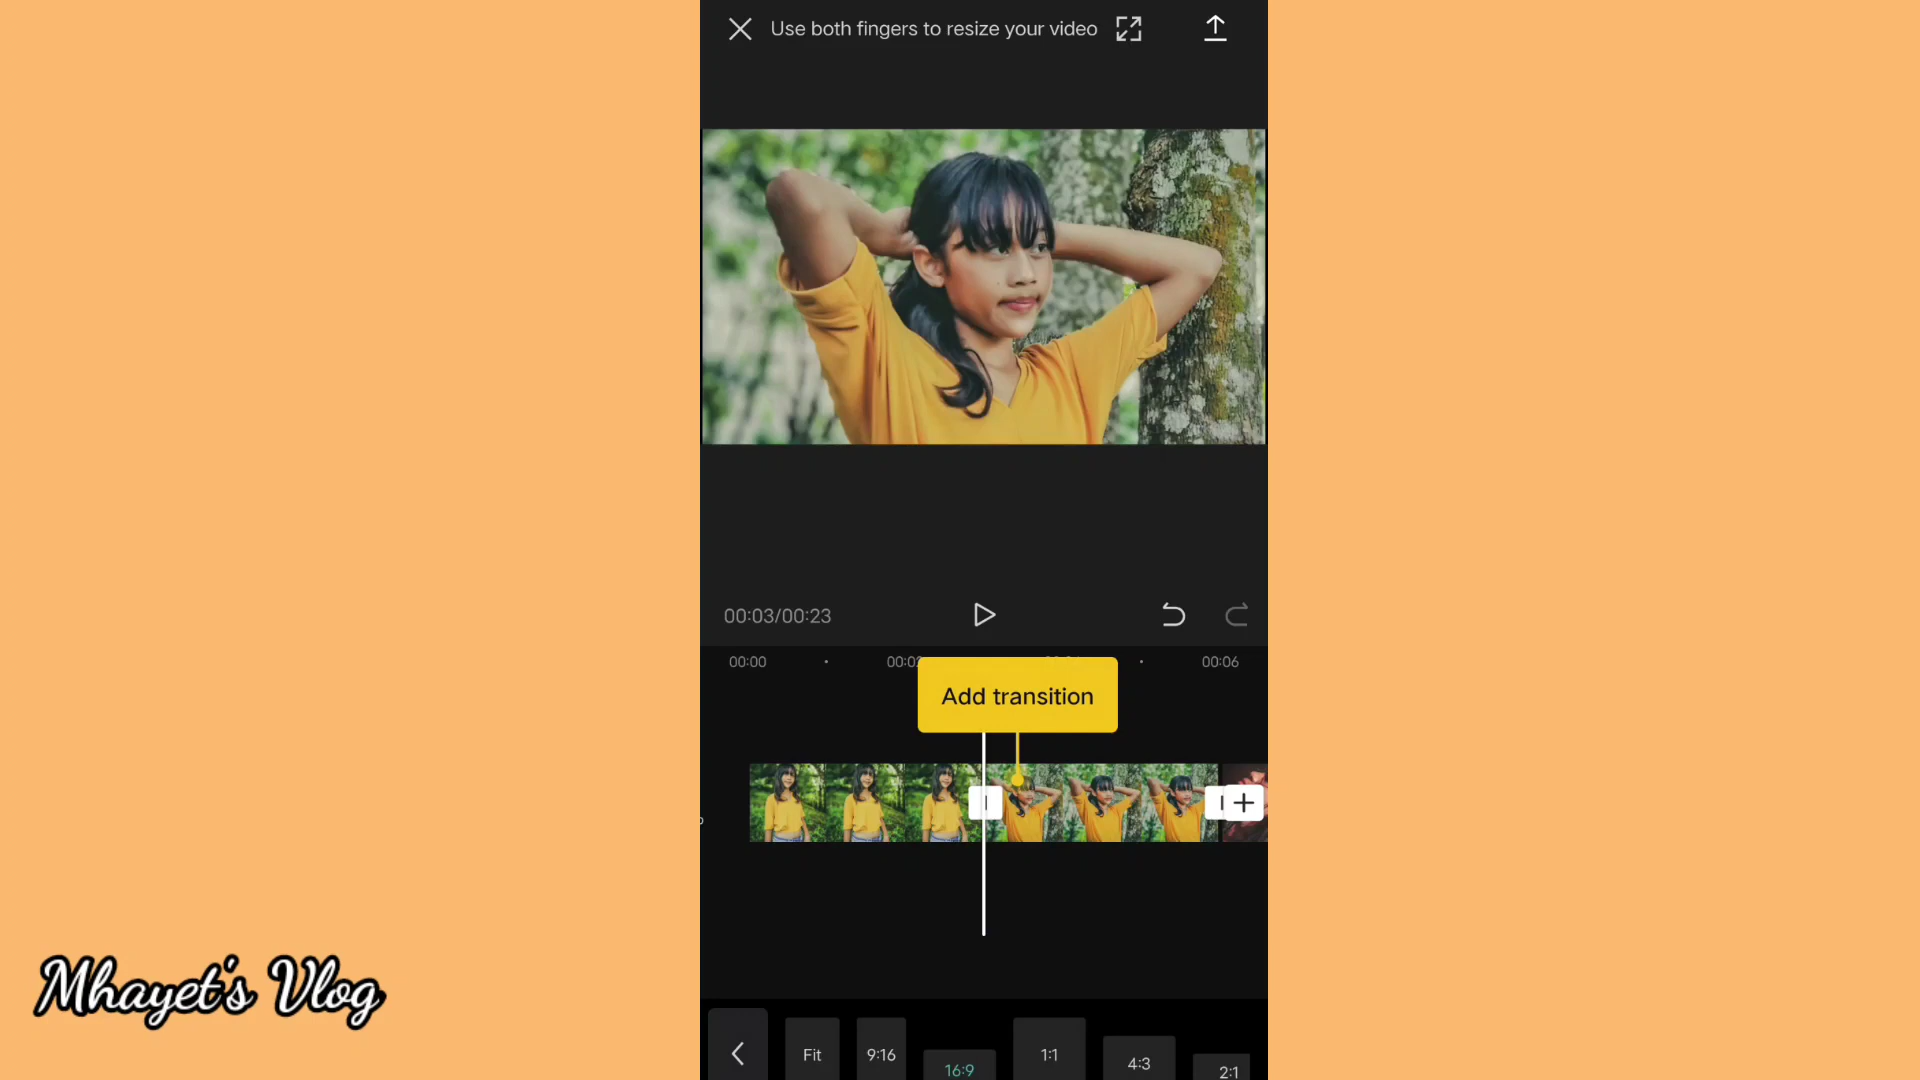 Use both fingers to resize your video
00:03/00:23
00:00
00:06
Add transition
Fit
9:16
16:9
1:1
4:3
2:1
Mhayet's Vlog